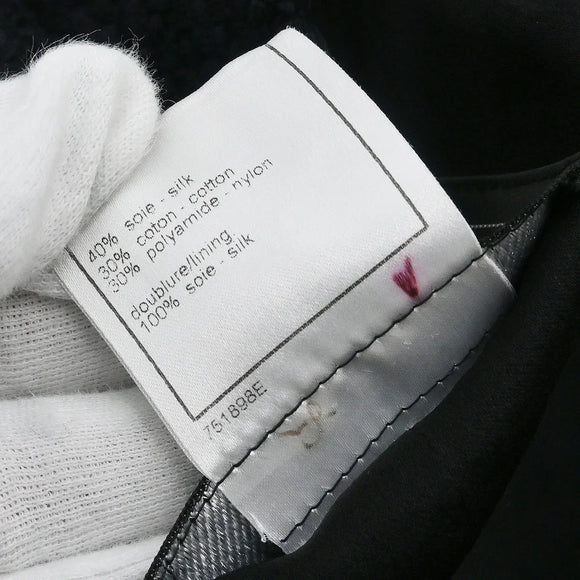 40% soie - silk
30% coton - cotton
30% polyamide - nylon
doublure/lining
100% soie - silk
751898E